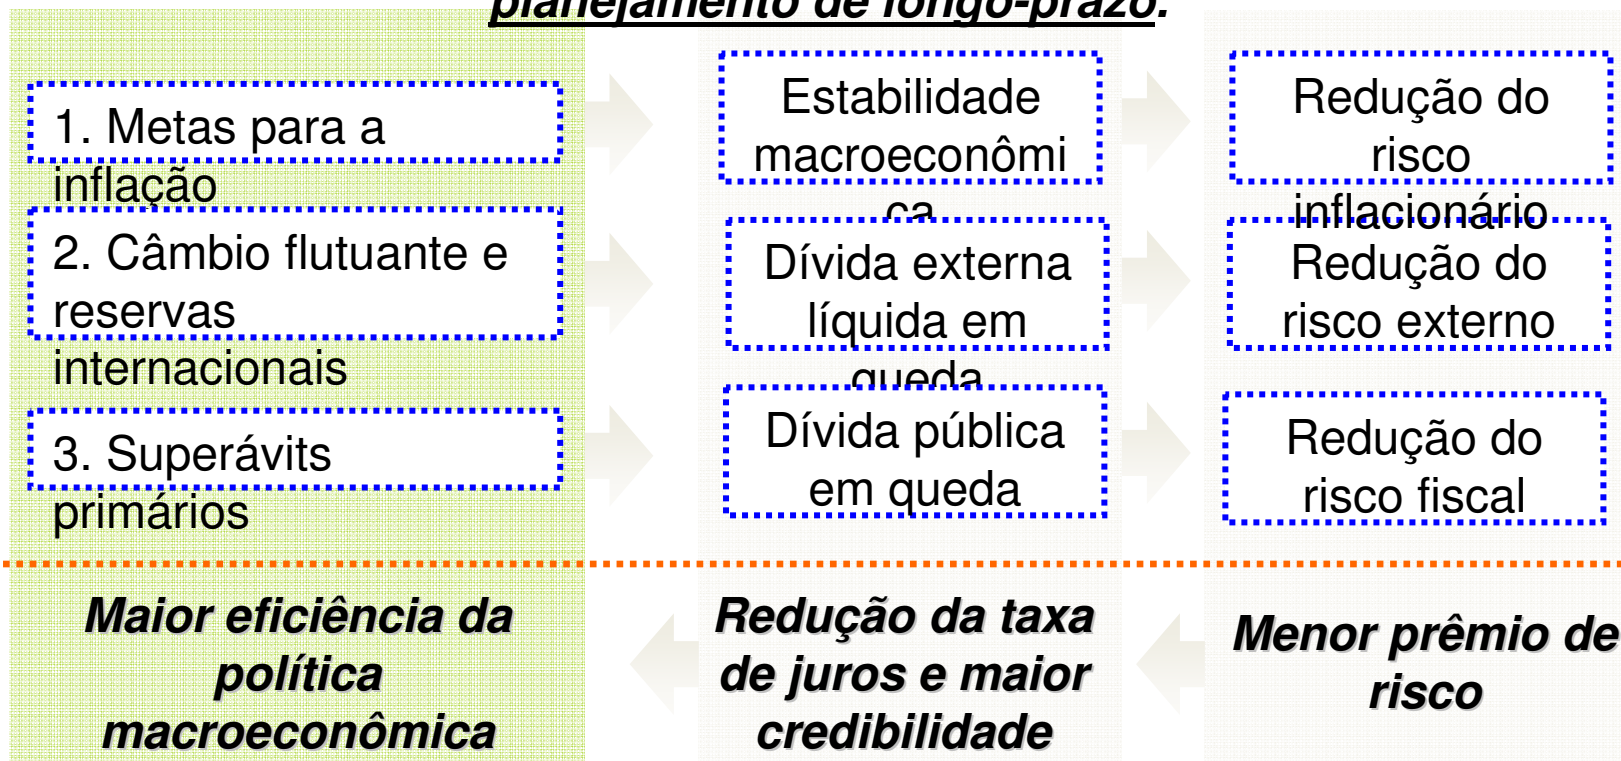 planejamento de longo-prazo.
1. Metas para a
inflação
2. Câmbio flutuante e
reservas
internacionais
3. Superávits
primários
Estabilidade
macroeconômi
ca
Dívida externa
líquida em
queda
Dívida pública
em queda
Redução do
risco
inflacionário
Redução do
risco externo
Redução do
risco fiscal
Maior eficiência da
política
macroeconômica
Redução da taxa
de juros e maior
credibilidade
Menor prêmio de
risco